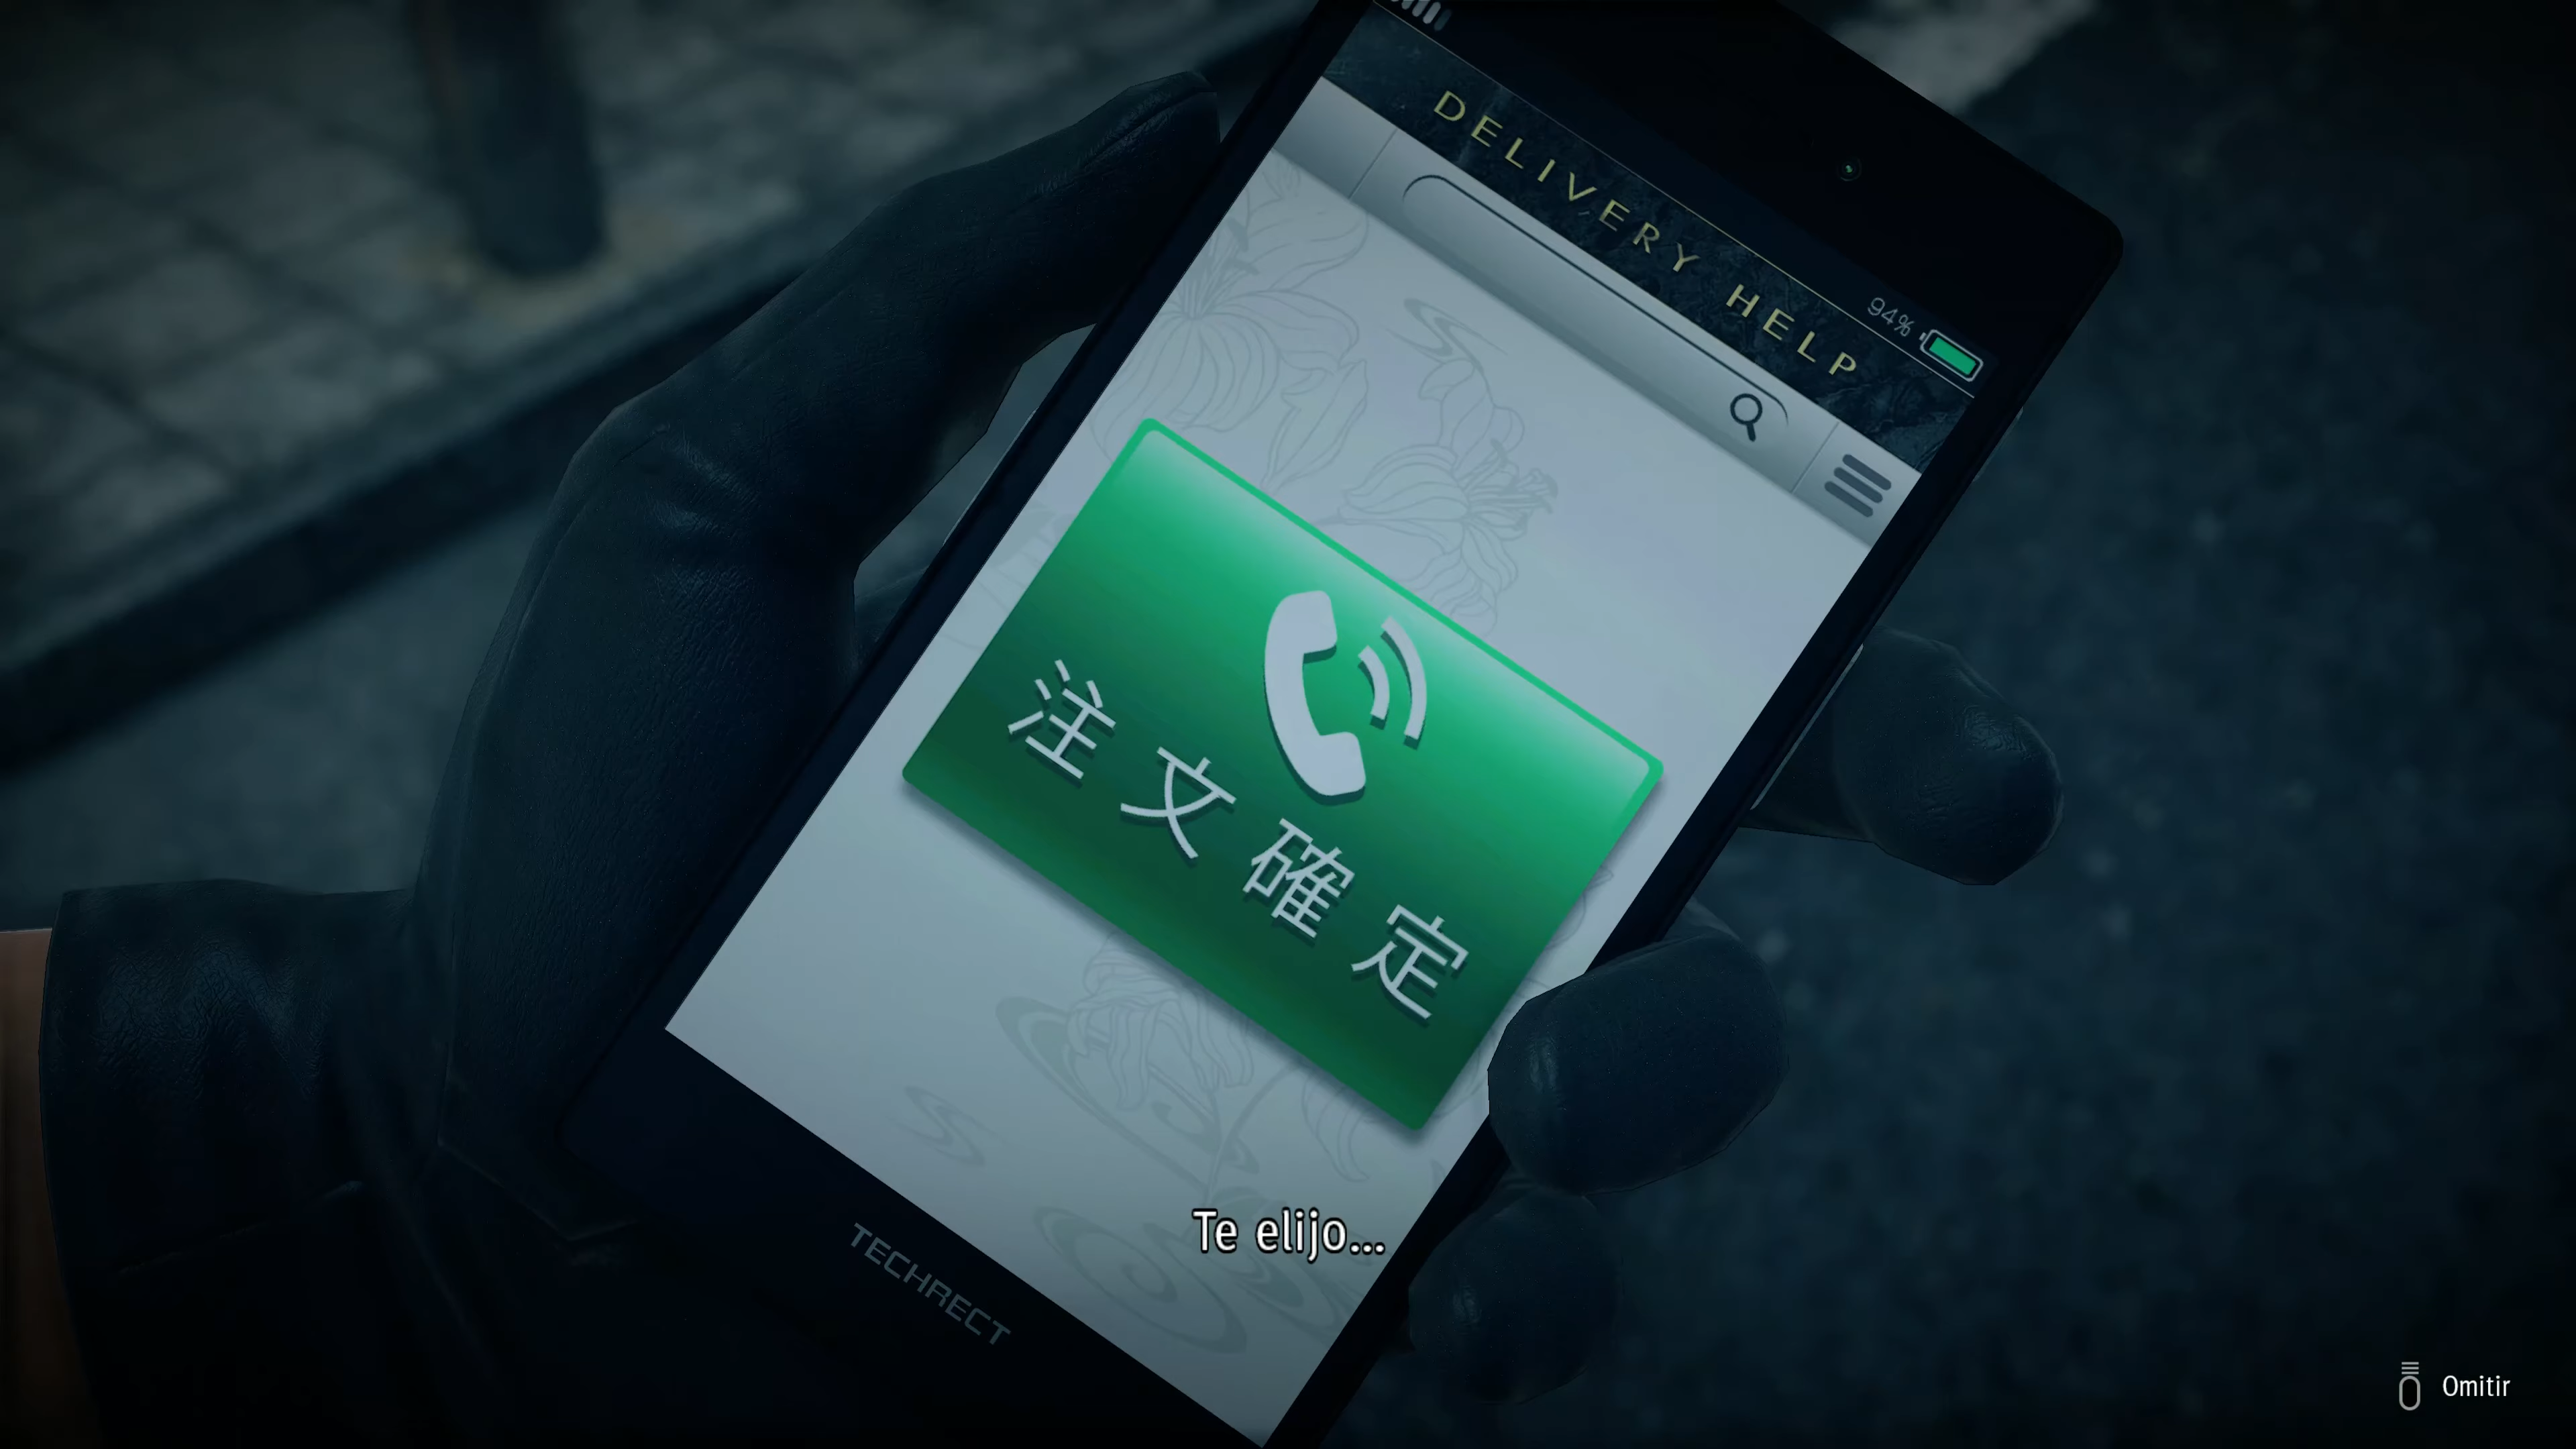 DELIVERY HELP
94%
注文確定
Te elijo...
TECHRECT
Omitir